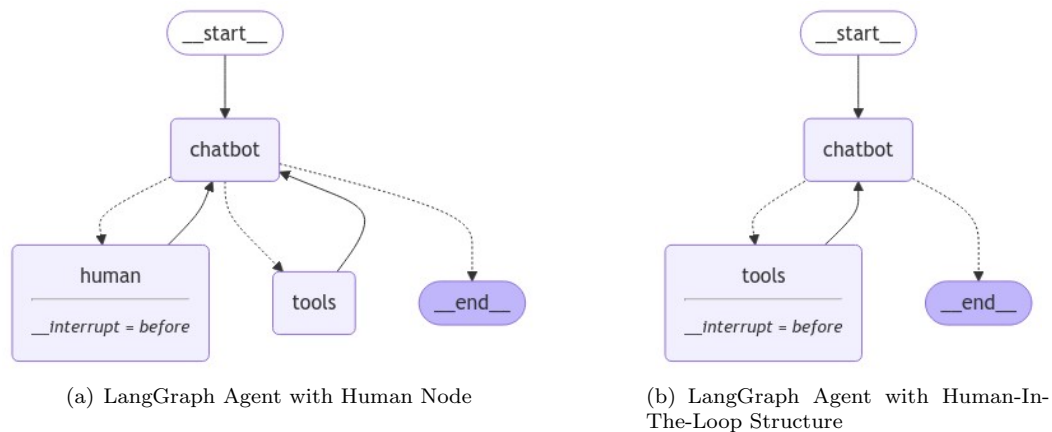 __start__
chatbot
human
__interrupt = before
tools
__end__
(a) LangGraph Agent with Human Node
__start__
chatbot
tools
__interrupt = before
__end__
(b) LangGraph Agent with Human-In-
The-Loop Structure